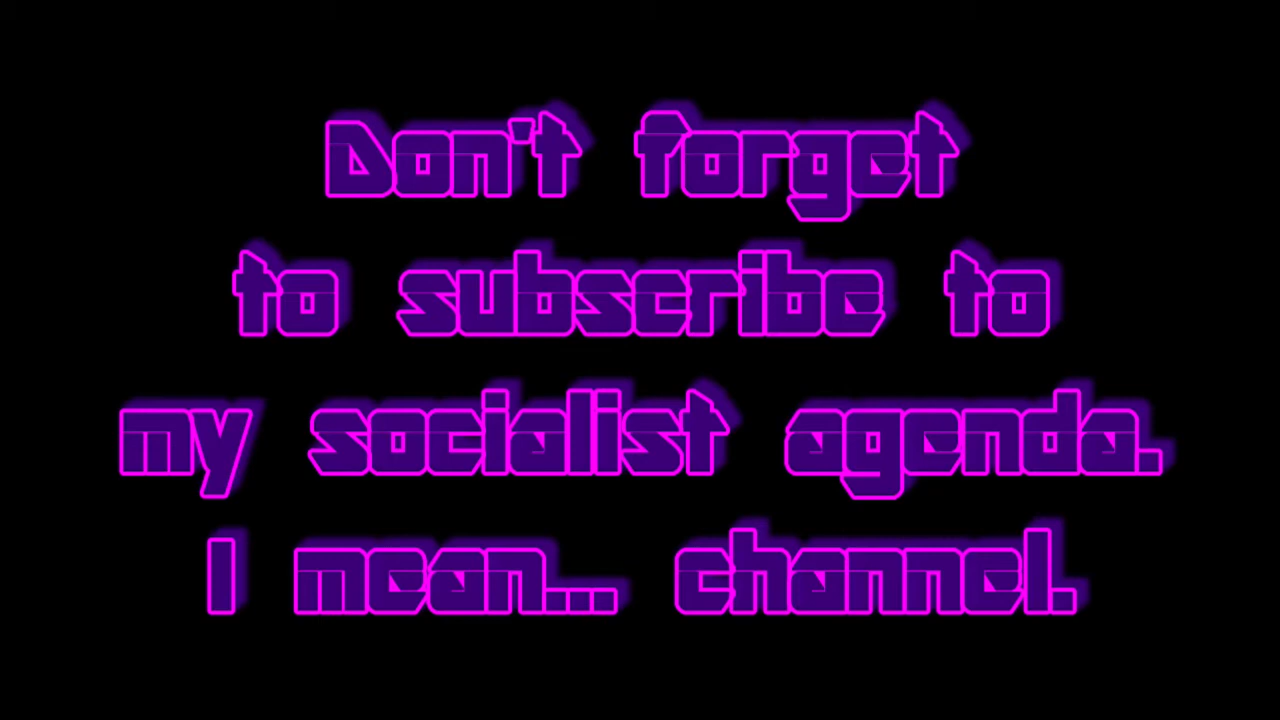 Don't forget
to subscribe to
my socialist agenda.
I mean... channel.